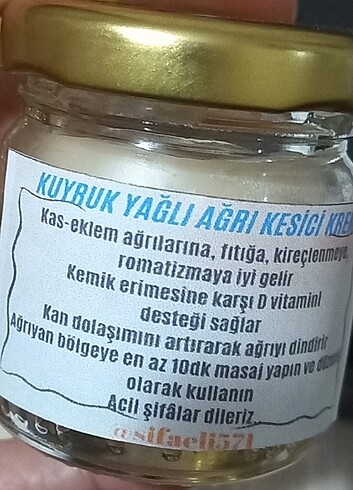 KUYRUK YAĞLI AĞRI KESİCİ
Kas-eklem ağrılarına, fıtığa, kireçlenmeye,
romatizmaya iyi gelir
Kemik erimesine karşı D vitamini
desteği sağlar
Kan dolaşımını artırarak ağrıyı dindirir
Ağrıyan bölgeye en az 10dk masaj yapın ve
olarak kullanın
Acil şifâlar dileriz
@sifaeli571